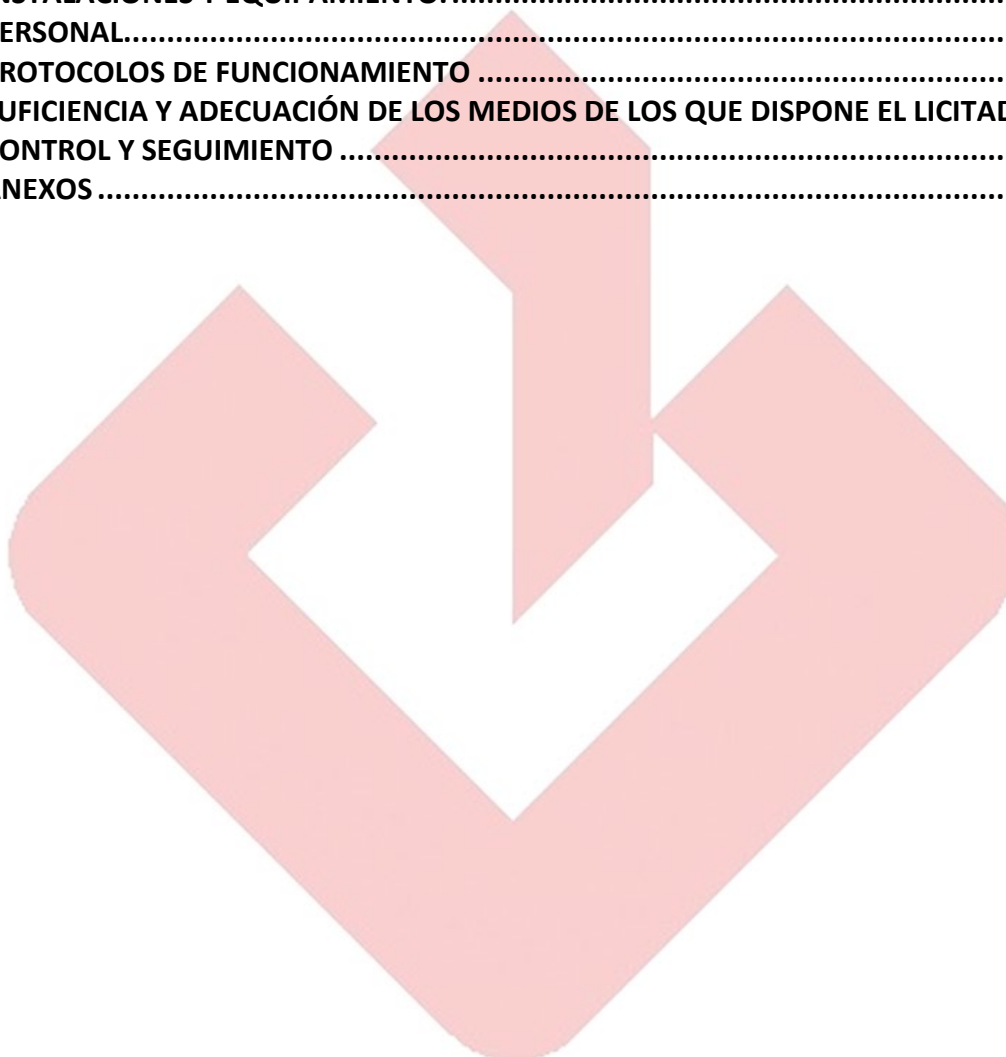 NSTALACIONES Y EQUIPAMIENTO.................................................................
ERSONAL.....................................................................................................
ROTOCOLOS DE FUNCIONAMIENTO ...............................................................
UFICIENCIA Y ADECUACIÓN DE LOS MEDIOS DE LOS QUE DISPONE EL LICITAD
ONTROL Y SEGUIMIENTO ...............................................................................
NEXOS ........................................................................................................